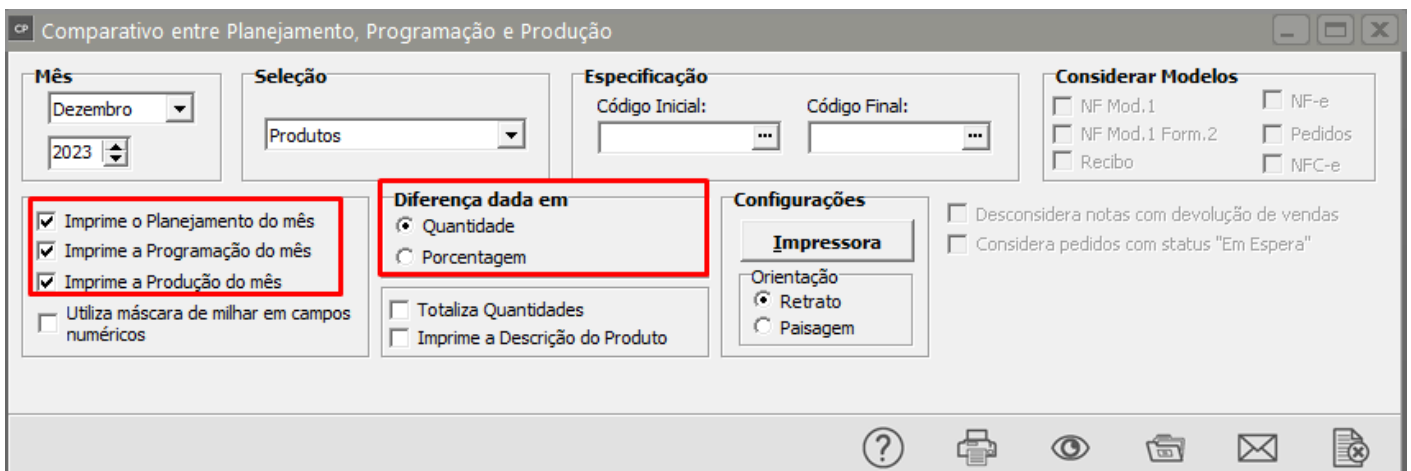 CP Comparativo entre Planejamento, Programação e Produção
Mês
Dezembro
2023
Seleção
Produtos
Especificação
Código Inicial:
Código Final:
Considerar Modelos
NF Mod.1
NF-e
NF Mod.1 Form.2
Pedidos
Recibo
NFC-e
Imprime o Planejamento do mês
Imprime a Programação do mês
Imprime a Produção do mês
Utiliza máscara de milhar em campos
numéricos
Diferença dada em
Quantidade
Porcentagem
Totaliza Quantidades
Imprime a Descrição do Produto
Configurações
Impressora
Orientação
Retrato
Paisagem
Desconsidera notas com devolução de vendas
Considera pedidos com status "Em Espera"